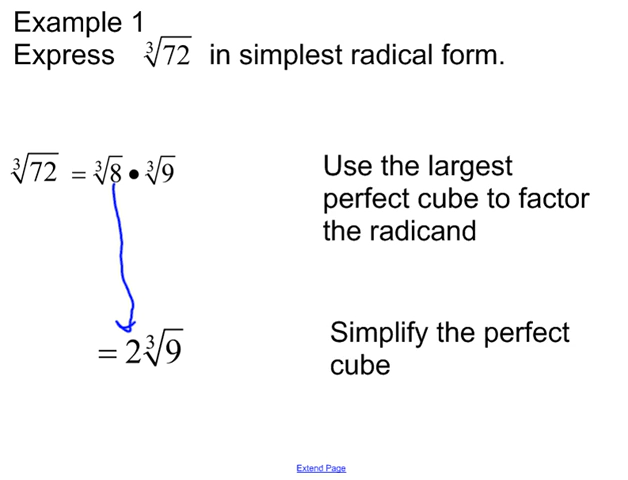 Example 1
Express ∛72 in simplest radical form.
∛72 = ∛8 • ∛9
Use the largest
perfect cube to factor
the radicand
= 2∛9
Simplify the perfect
cube
Extend Page